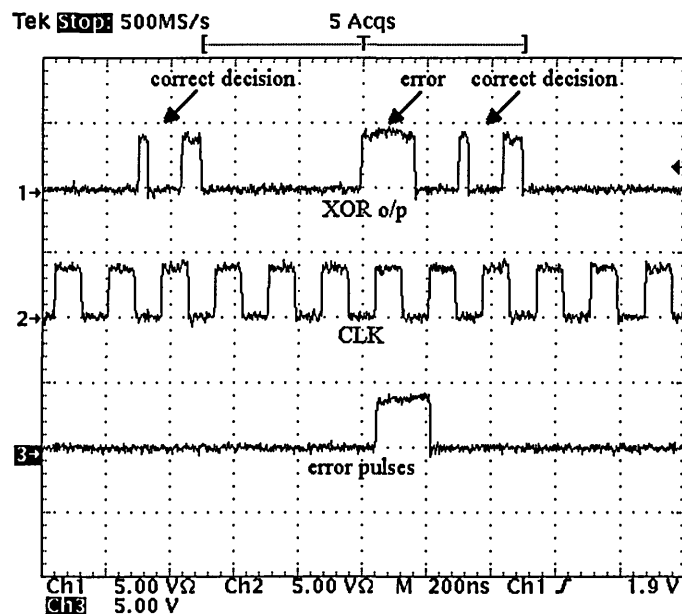 Tek Stop: 500MS/s 5 Acqs
correct decision error correct decision
1→
XOR o/p
2→
CLK
3→
error pulses
Ch1 5.00 VΩ Ch2 5.00 VΩ M 200ns Ch1 ƒ 1.9 V
Ch3 5.00 V